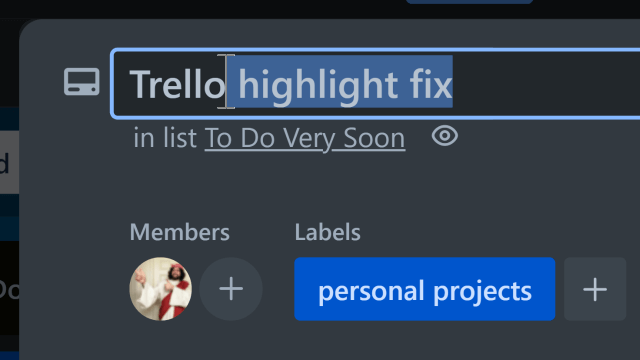 Trello highlight fix
in list To Do Very Soon
Members Labels
personal projects